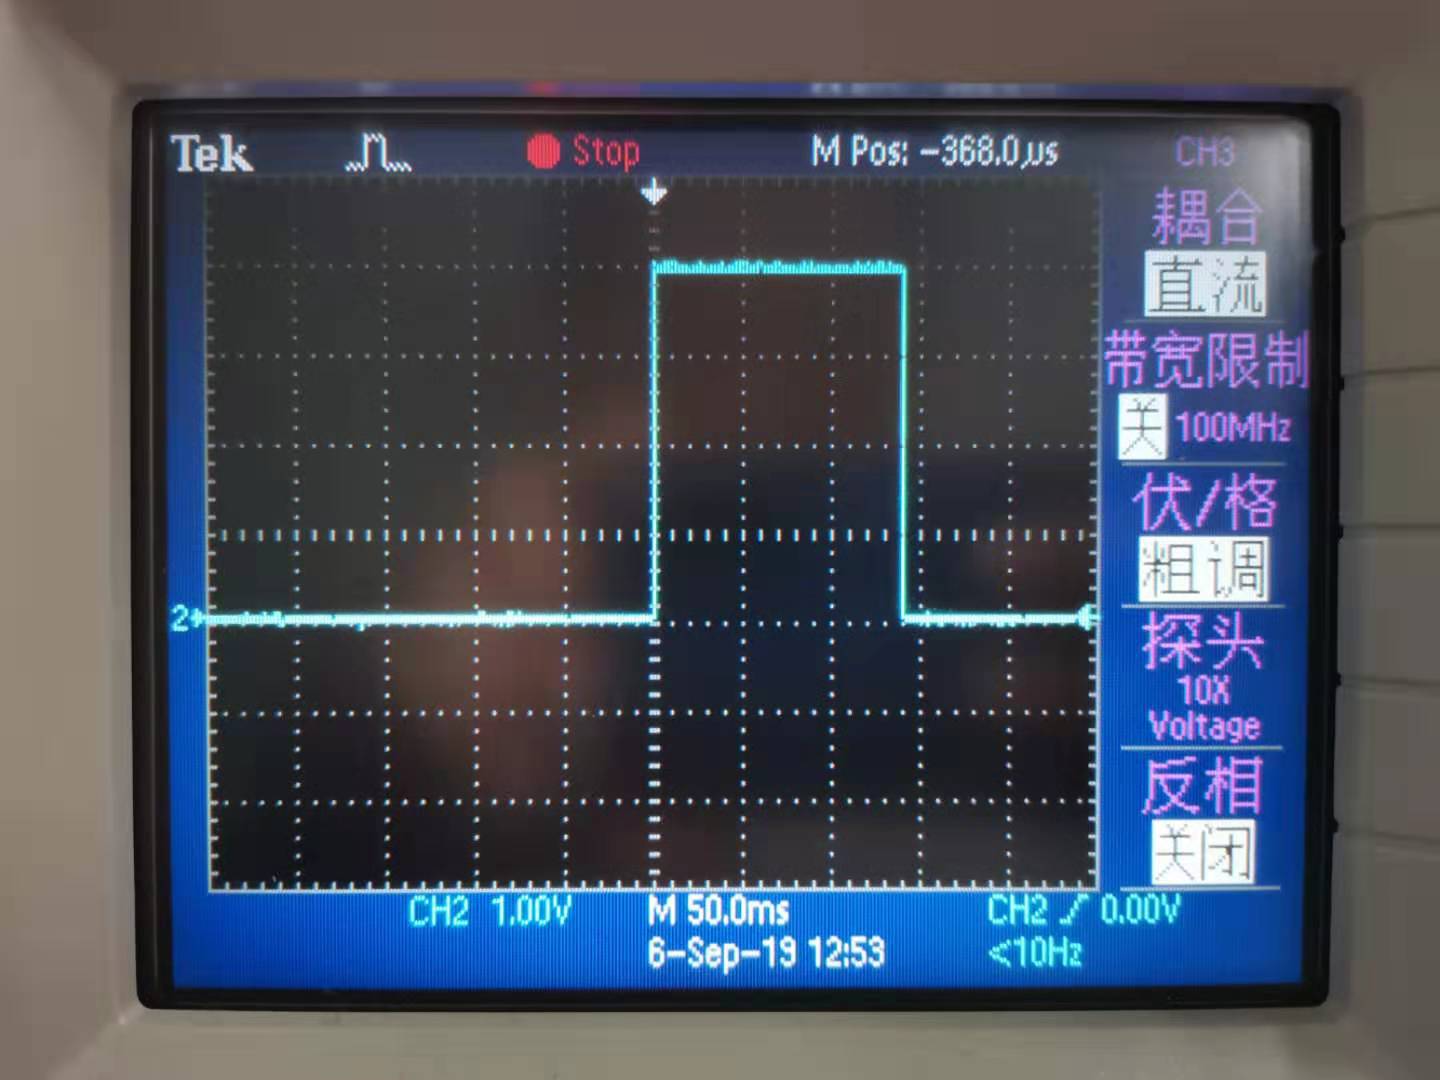 Tek
Stop
M Pos: -368.0µs
CH3
耦合
直流
带宽限制
关 100MHz
伏/格
粗调
探头
10X
Voltage
反相
关闭
2
CH2 1.00V
M 50.0ms
CH2 0.00V
6-Sep-19 12:53
<10Hz